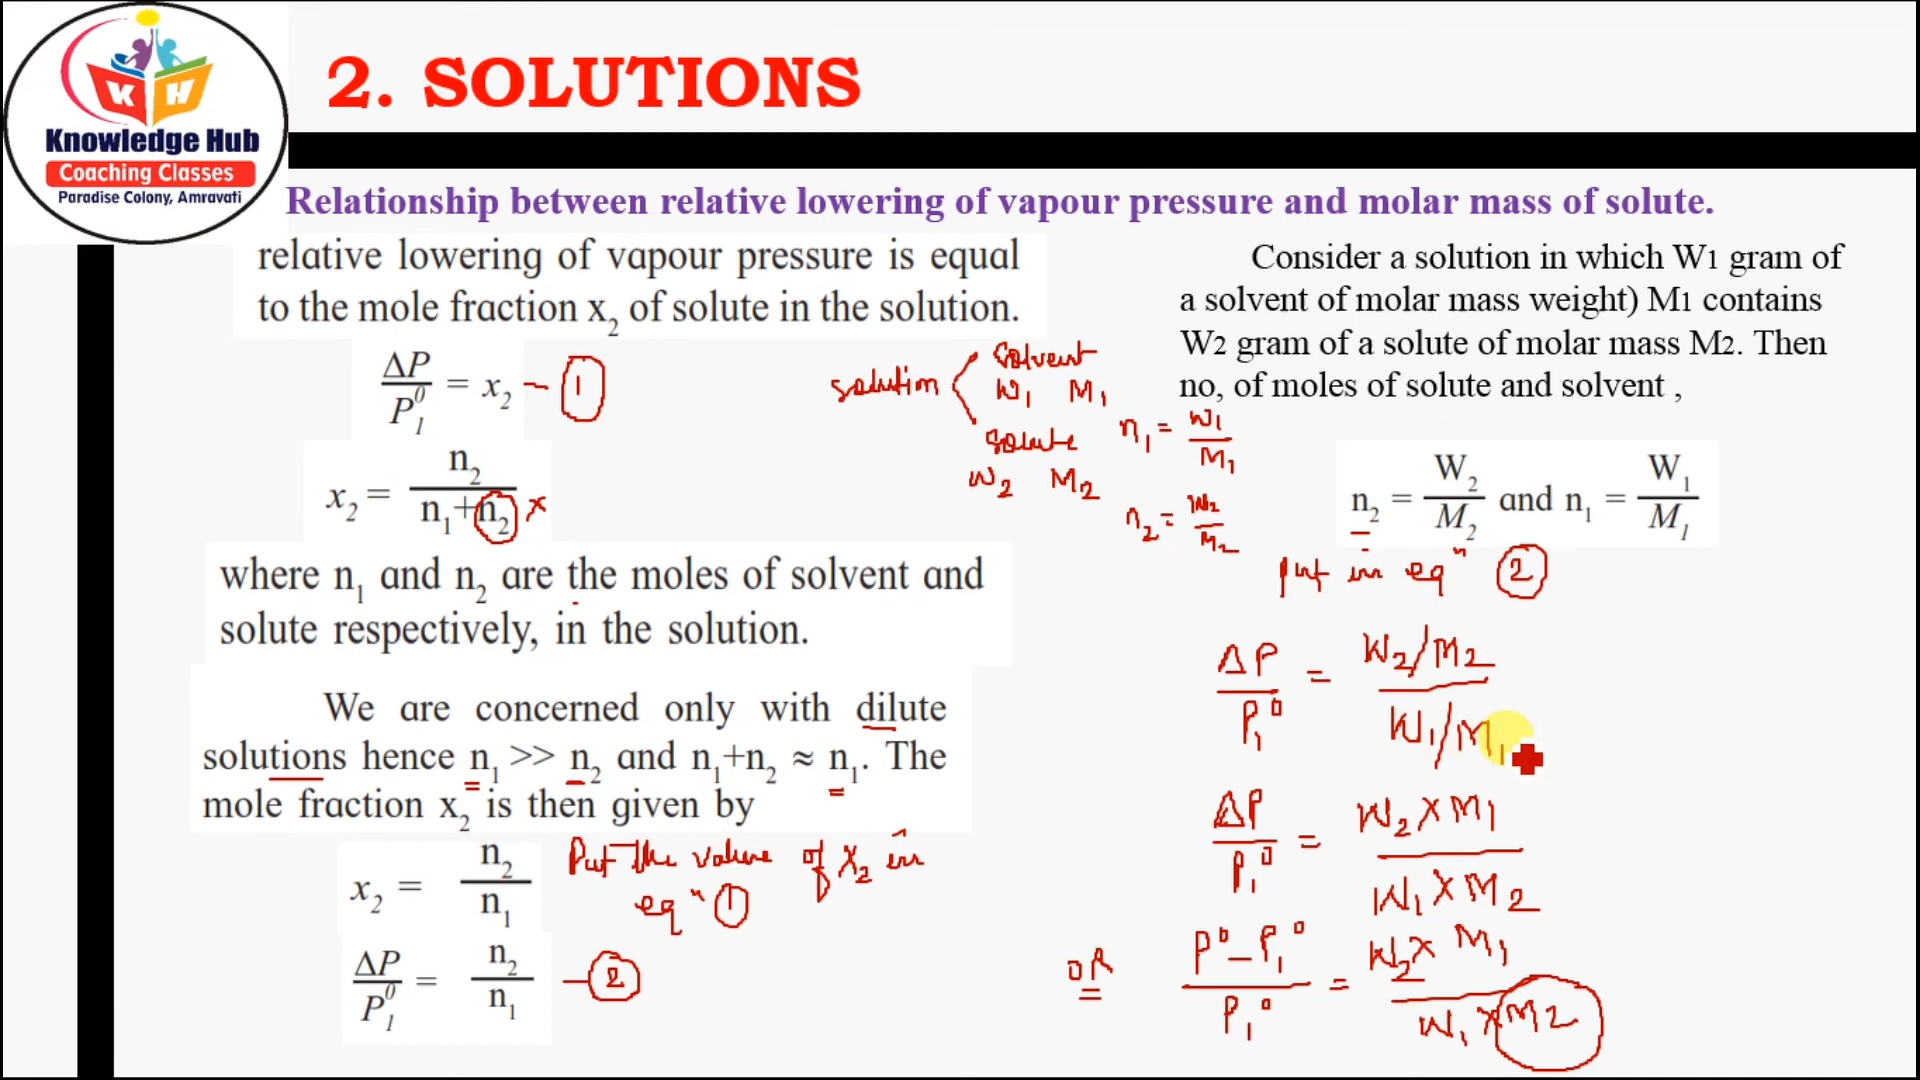 K H
Knowledge Hub
Coaching Classes
Paradise Colony, Amravati
2. SOLUTIONS
Relationship between relative lowering of vapour pressure and molar mass of solute.
relative lowering of vapour pressure is equal
to the mole fraction x₂ of solute in the solution.
ΔP/P₁⁰ = x₂ – ①
x₂ = n₂/(n₁+n₂) x
where n₁ and n₂ are the moles of solvent and
solute respectively, in the solution.
We are concerned only with dilute
solutions hence n₁ >> n₂ and n₁+n₂ ≈ n₁. The
mole fraction x₂ is then given by
x₂ = n₂/n₁
Put the value of x₂ in
eqⁿ ①
ΔP/P₁⁰ = n₂/n₁ – ②
solution
solvent
W₁ M₁
solute
W₂ M₂
n₁ = W₁/M₁
n₂ = W₂/M₂
Consider a solution in which W1 gram of
a solvent of molar mass weight) M1 contains
W2 gram of a solute of molar mass M2. Then
no, of moles of solute and solvent ,
n₂ = W₂/M₂ and n₁ = W₁/M₁
put in eqⁿ ②
ΔP/P₁⁰ = (W₂/M₂)/(W₁/M₁)
ΔP/P₁⁰ = (W₂ x M₁)/(W₁ x M₂)
OR (P⁰ – P₁⁰)/P₁⁰ = (W₂ x M₁)/(W₁ x M₂)